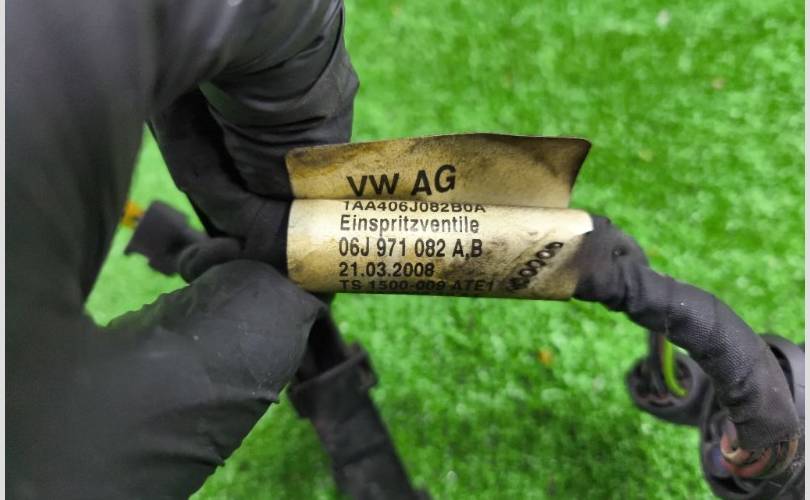 VW AG
1AA406J082B0A
Einspritzventile
06J 971 082 A,B
21.03.2008
TS 1500-009 ATE1